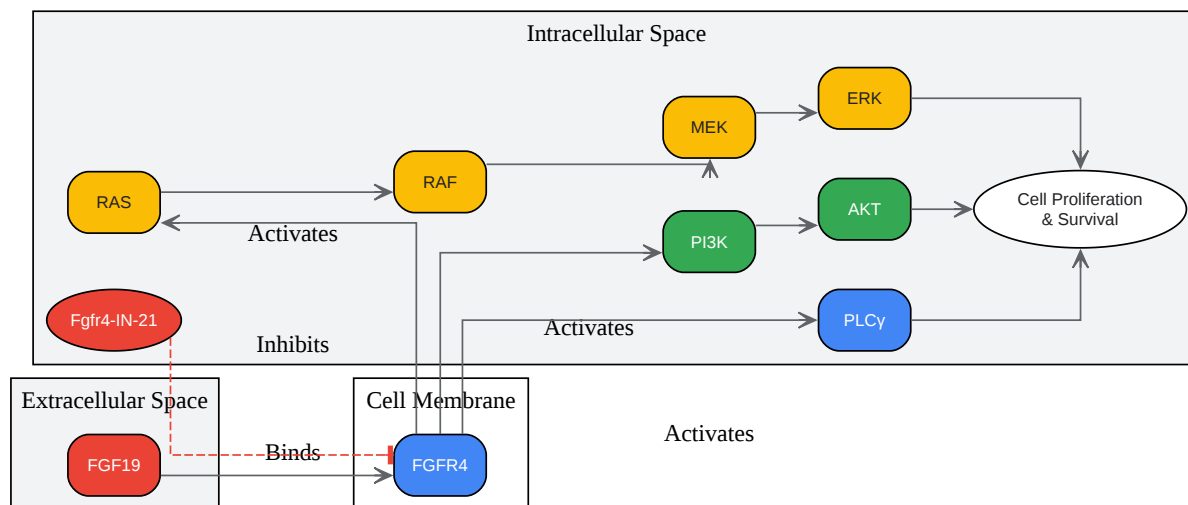 Intracellular Space
ERK
MEK
RAF
RAS
Cell Proliferation
& Survival
AKT
Activates
PI3K
Fgfr4-IN-21
PLCγ
Activates
Inhibits
Extracellular Space
Cell Membrane
Activates
Binds
FGF19
FGFR4